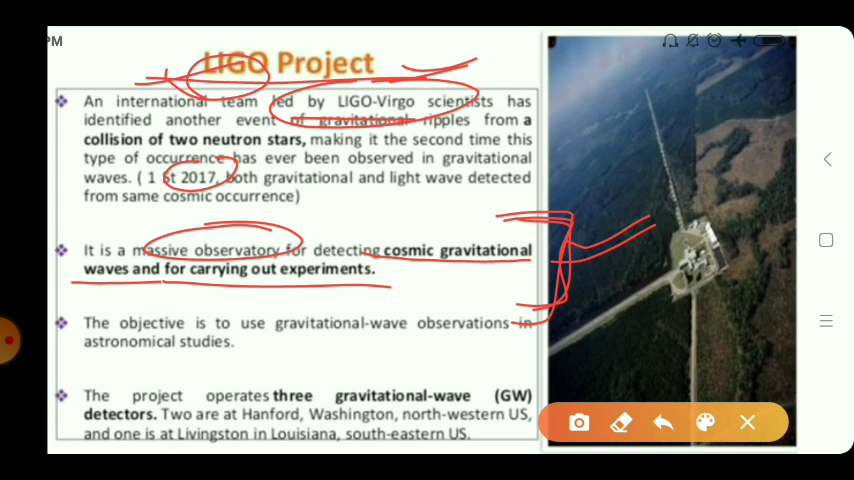 PM
LIGO Project
An international team led by LIGO-Virgo scientists has
identified another event of gravitational ripples from a
collision of two neutron stars, making it the second time this
type of occurrence has ever been observed in gravitational
waves. ( 1 St 2017, both gravitational and light wave detected
from same cosmic occurrence)
It is a massive observatory for detecting cosmic gravitational
waves and for carrying out experiments.
The objective is to use gravitational-wave observations in
astronomical studies.
The project operates three gravitational-wave (GW)
detectors. Two are at Hanford, Washington, north-western US,
and one is at Livingston in Louisiana, south-eastern US.